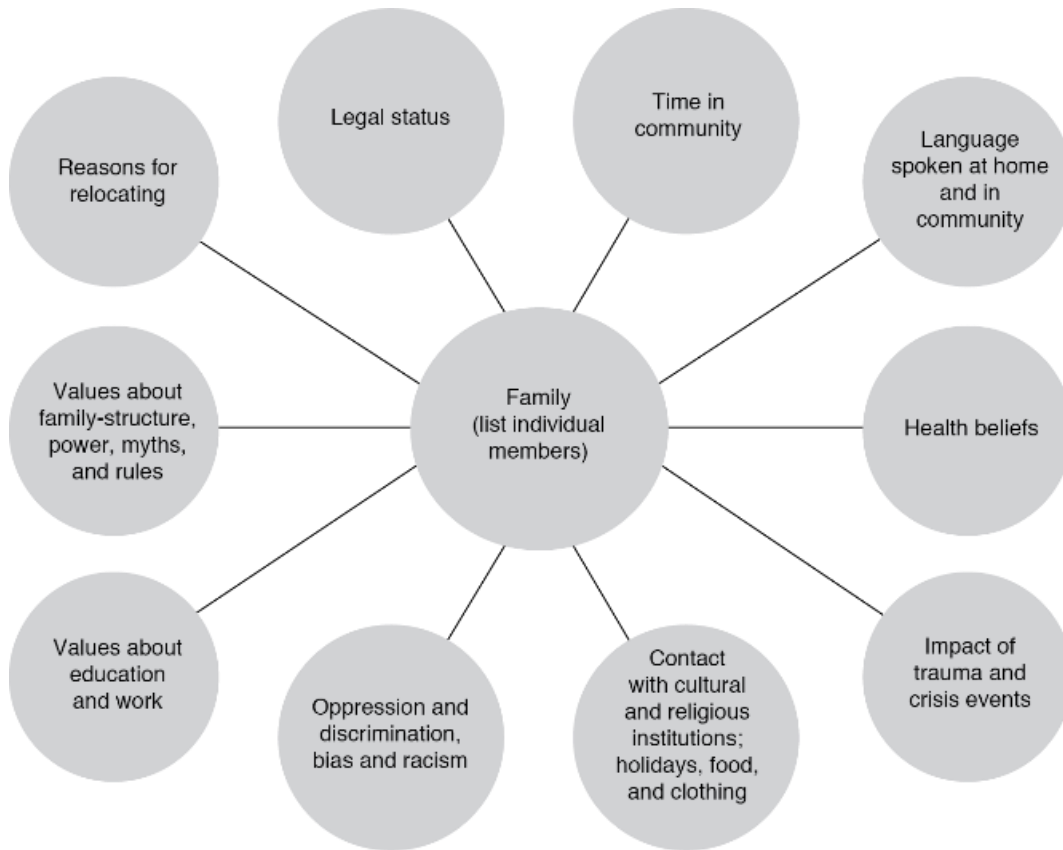 Legal status
Time in
community
Reasons for
relocating
Language
spoken at home
and in
community
Values about
family-structure,
power, myths,
and rules
Family
(list individual
members)
Health beliefs
Values about
education
and work
Oppression and
discrimination,
bias and racism
Contact
with cultural
and religious
institutions;
holidays, food,
and clothing
Impact of
trauma and
crisis events